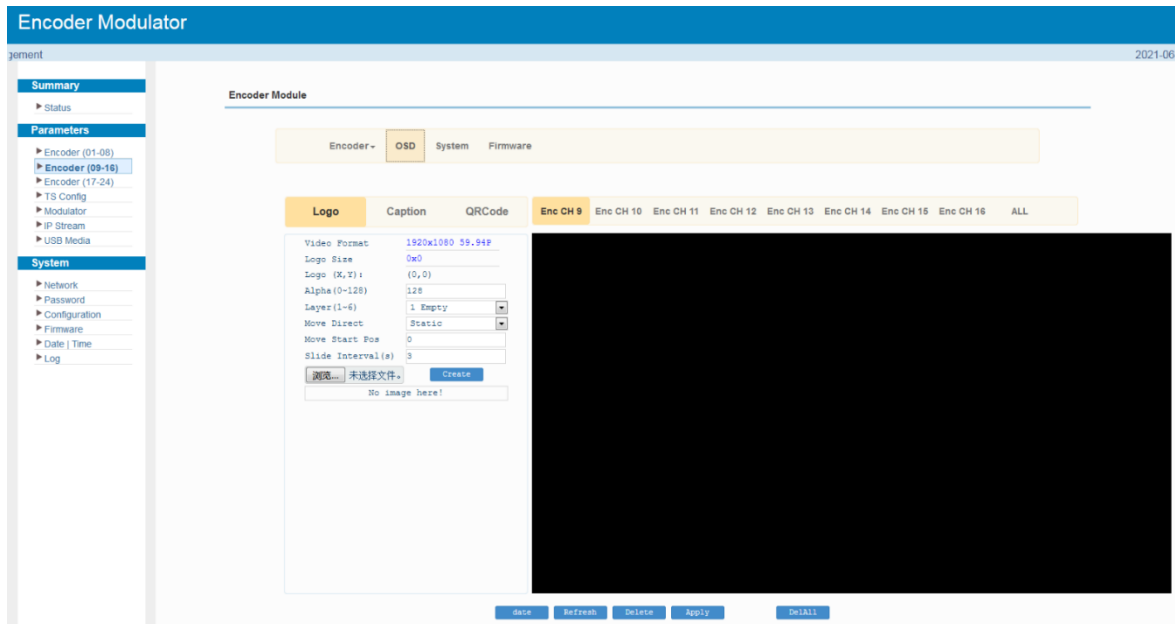 Encoder Modulator
gement 2021-06
Summary
Status
Parameters
Encoder (01-08)
Encoder (09-16)
Encoder (17-24)
TS Config
Modulator
IP Stream
USB Media
System
Network
Password
Configuration
Firmware
Date | Time
Log
Encoder Module
Encoder OSD System Firmware
Logo Caption QRCode
Enc CH 9 Enc CH 10 Enc CH 11 Enc CH 12 Enc CH 13 Enc CH 14 Enc CH 15 Enc CH 16 ALL
Video Format 1920x1080 59.94P
Logo Size 0x0
Logo (X,Y): (0,0)
Alpha(0-128) 128
Layer(1-6) 1 Empty
Move Direct Static
Move Start Pos 0
Slide Interval(s) 3
浏览... 未选择文件。 Create
No image here!
date Refresh Delete Apply DelAll